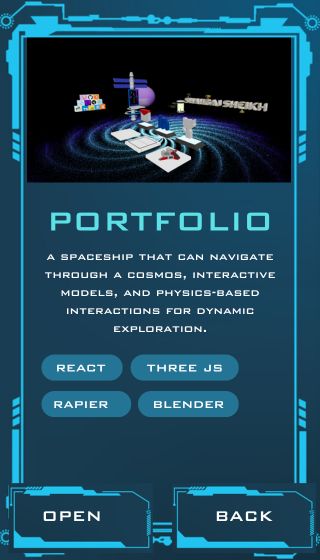 SHEIKH
PORTFOLIO
A SPACESHIP THAT CAN NAVIGATE
THROUGH A COSMOS, INTERACTIVE
MODELS, AND PHYSICS-BASED
INTERACTIONS FOR DYNAMIC
EXPLORATION.
REACT
THREE JS
RAPIER
BLENDER
OPEN
BACK